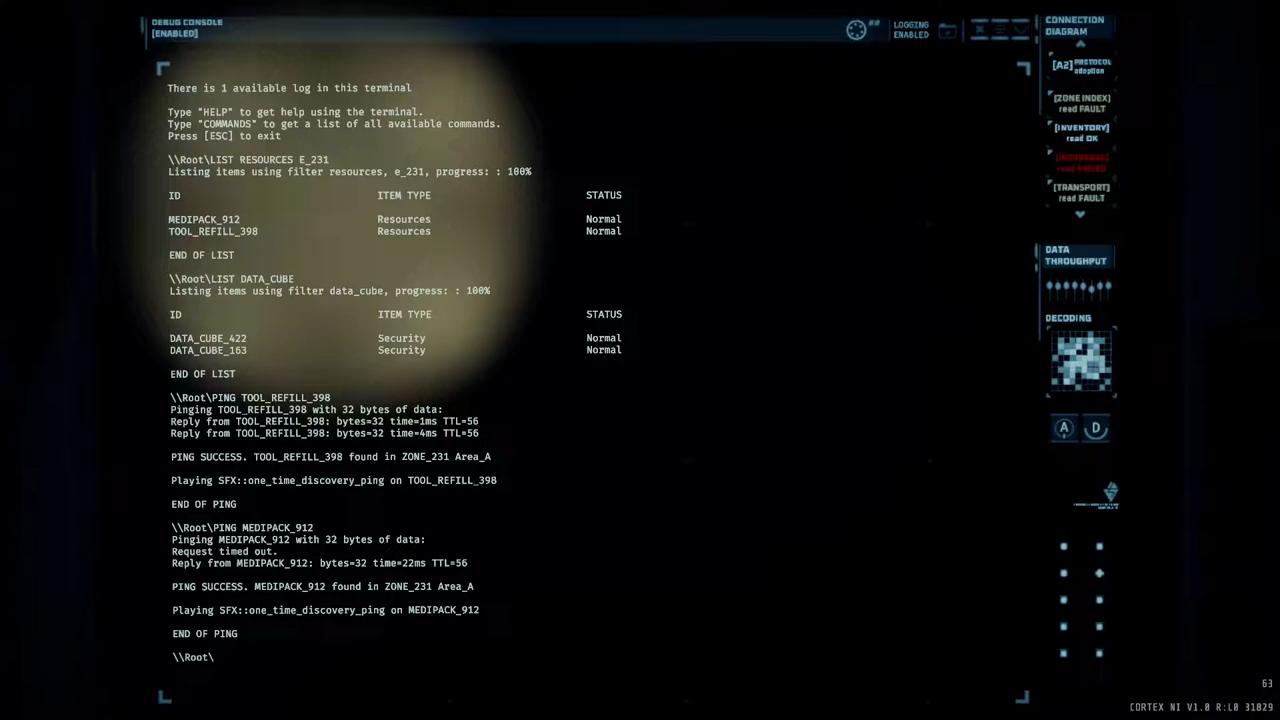 DEBUG CONSOLE
[ENABLED]
LOGGING
ENABLED
There is 1 available log in this terminal
Type "HELP" to get help using the terminal.
Type "COMMANDS" to get a list of all available commands.
Press [ESC] to exit
\\Root\LIST RESOURCES E_231
Listing items using filter resources, e_231, progress: : 100%
ID ITEM TYPE STATUS
MEDIPACK_912 Resources Normal
TOOL_REFILL_398 Resources Normal
END OF LIST
\\Root\LIST DATA_CUBE
Listing items using filter data_cube, progress: : 100%
ID ITEM TYPE STATUS
DATA_CUBE_422 Security Normal
DATA_CUBE_163 Security Normal
END OF LIST
\\Root\PING TOOL_REFILL_398
Pinging TOOL_REFILL_398 with 32 bytes of data:
Reply from TOOL_REFILL_398: bytes=32 time=1ms TTL=56
Reply from TOOL_REFILL_398: bytes=32 time=4ms TTL=56
PING SUCCESS. TOOL_REFILL_398 found in ZONE_231 Area_A
Playing SFX::one_time_discovery_ping on TOOL_REFILL_398
END OF PING
\\Root\PING MEDIPACK_912
Pinging MEDIPACK_912 with 32 bytes of data:
Request timed out.
Reply from MEDIPACK_912: bytes=32 time=22ms TTL=56
PING SUCCESS. MEDIPACK_912 found in ZONE_231 Area_A
Playing SFX::one_time_discovery_ping on MEDIPACK_912
END OF PING
\\Root\
CONNECTION
DIAGRAM
[A2] PROTOCOL
adoption
[ZONE INDEX]
read FAULT
[INVENTORY]
read OK
[TRANSPORT]
read FAULT
DATA
THROUGHPUT
DECODING
A D
63
CORTEX NI V1.0 R:L0 31829